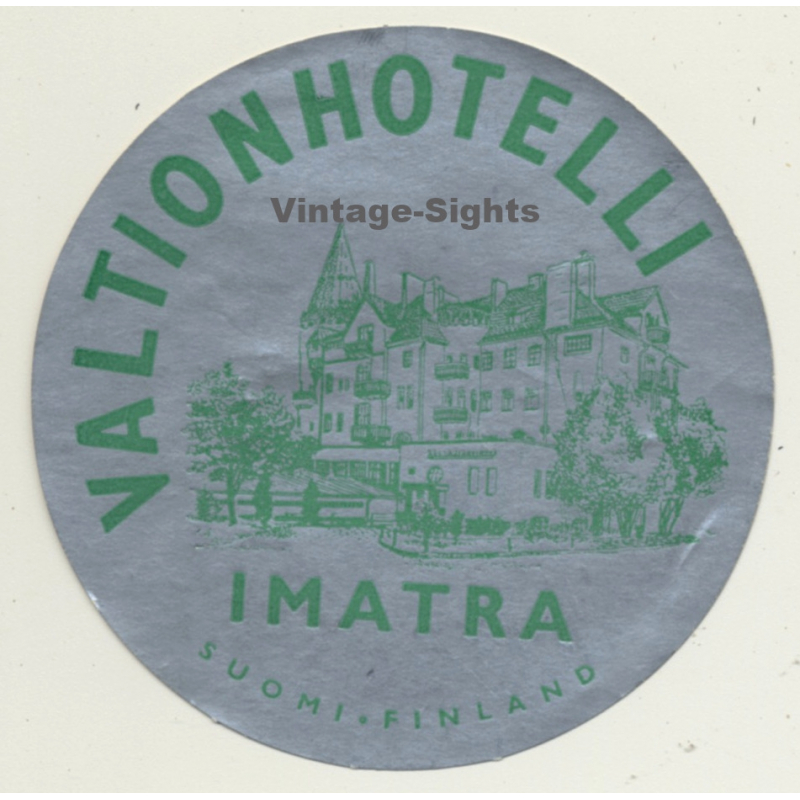 VALTIONHOTELLI
Vintage-Sights
IMATRA
SUOMI • FINLAND